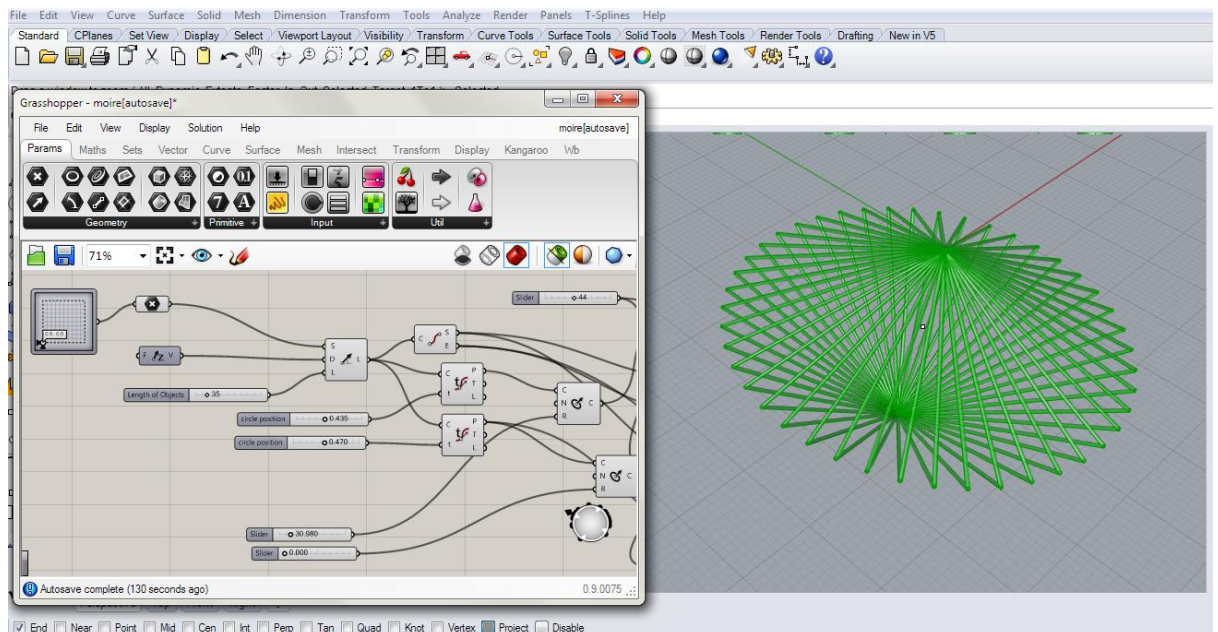 File Edit View Curve Surface Solid Mesh Dimension Transform Tools Analyze Render Panels T-Splines Help
Standard CPlanes Set View Display Select Viewport Layout Visibility Transform Curve Tools Surface Tools Solid Tools Mesh Tools Render Tools Drafting New in V5
Grasshopper - moire[autosave]*
File Edit View Display Solution Help moire[autosave]
Params Maths Sets Vector Curve Surface Mesh Intersect Transform Display Kangaroo Wb
0.1
7 A
Geometry + Primitive + Input + Util +
71%
Slider 44
S
D L
L
F Z V
C S
E
Length of Objects 35
C P
t T
L
circle position 0.435
C
N C
R
circle position 0.470
C P
t T
L
C
N C
R
Slider 30.980
Slider 0.000
Autosave complete (130 seconds ago) 0.9.0075
End Near Point Mid Cen Int Perp Tan Quad Knot Vertex Project Disable